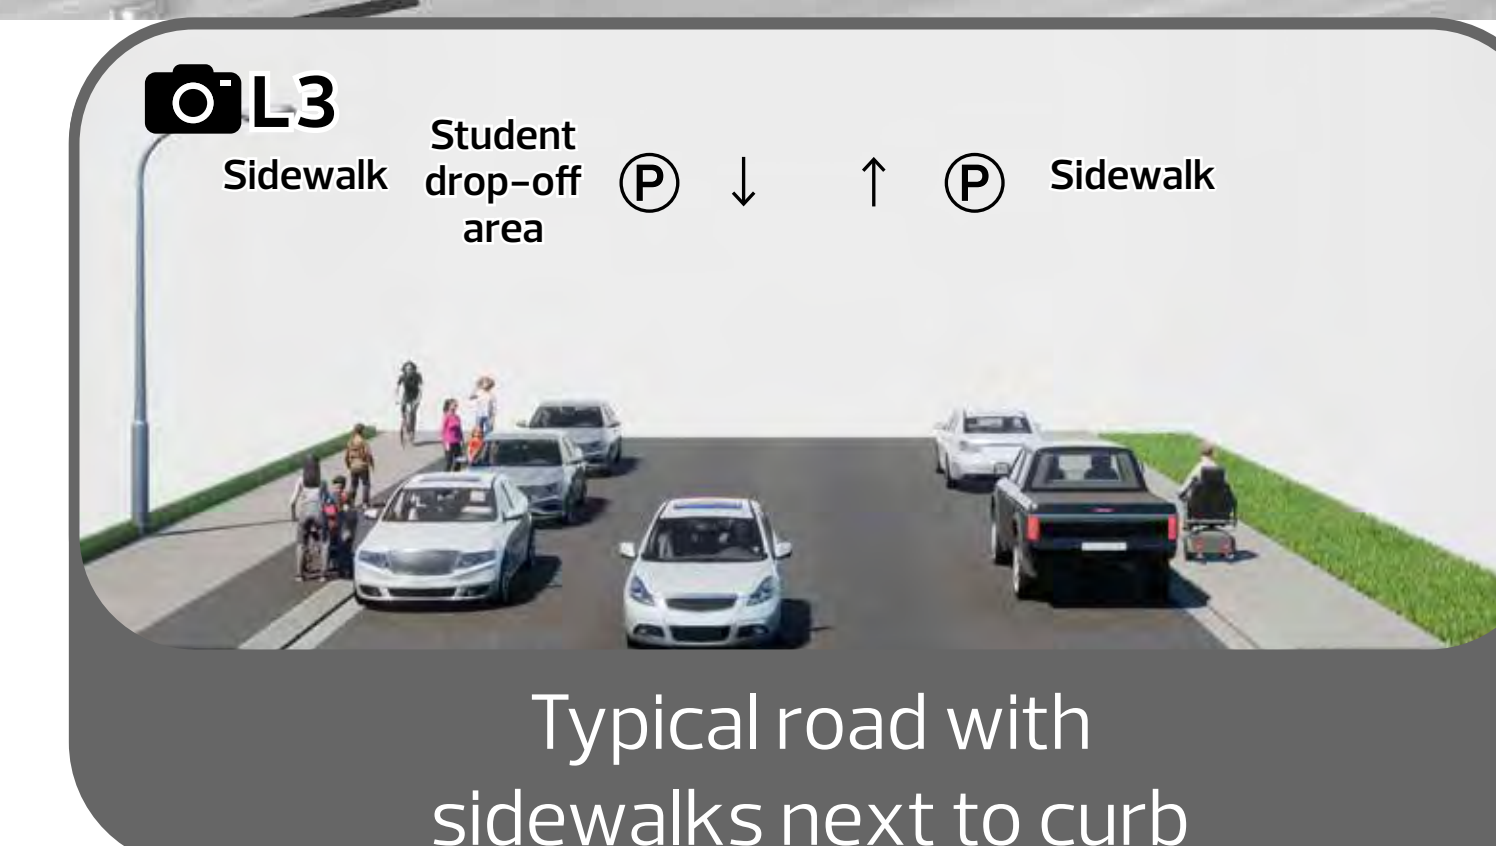 L3
Sidewalk
Student
drop-off
area
P
↓
↑
P
Sidewalk
Typical road with
sidewalks next to curb